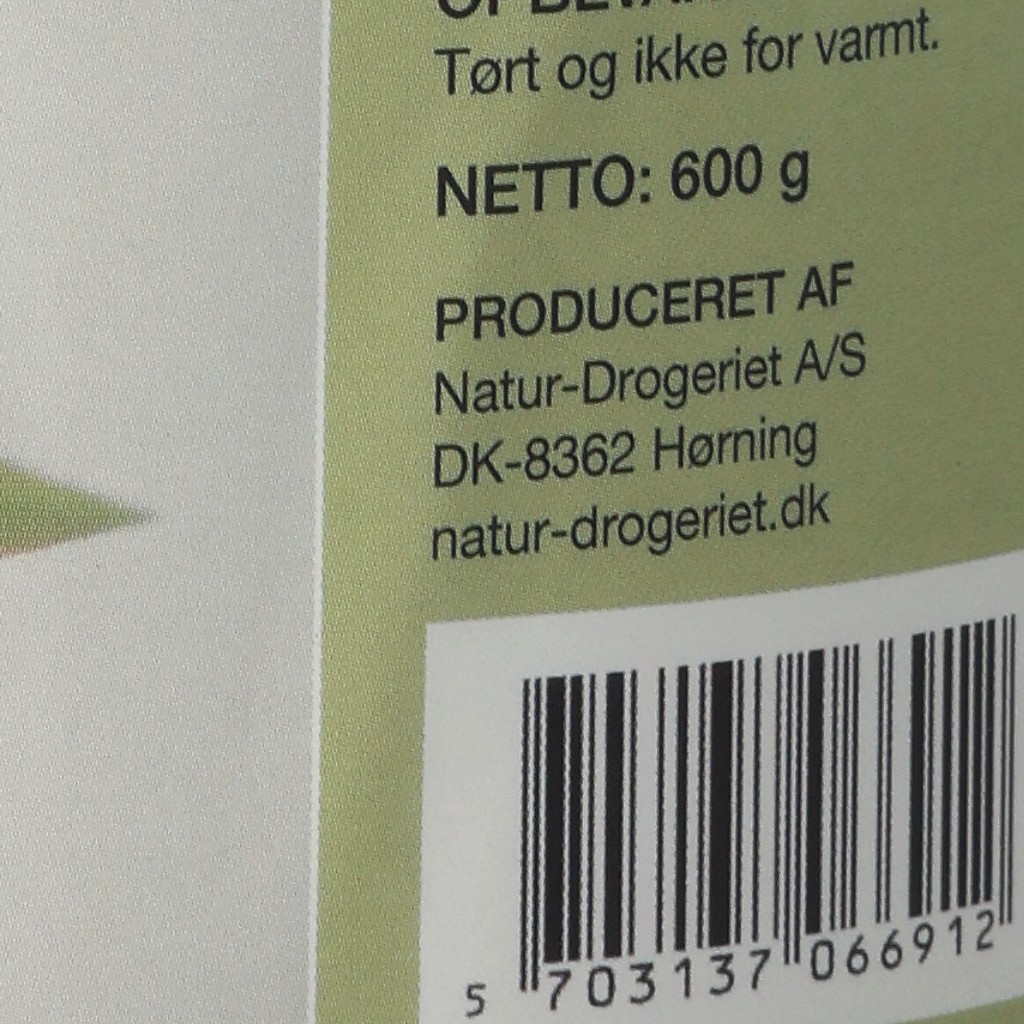 Tørt og ikke for varmt.
NETTO: 600 g
PRODUCERET AF
Natur-Drogeriet A/S
DK-8362 Hørning
natur-drogeriet.dk
5 703137 066912